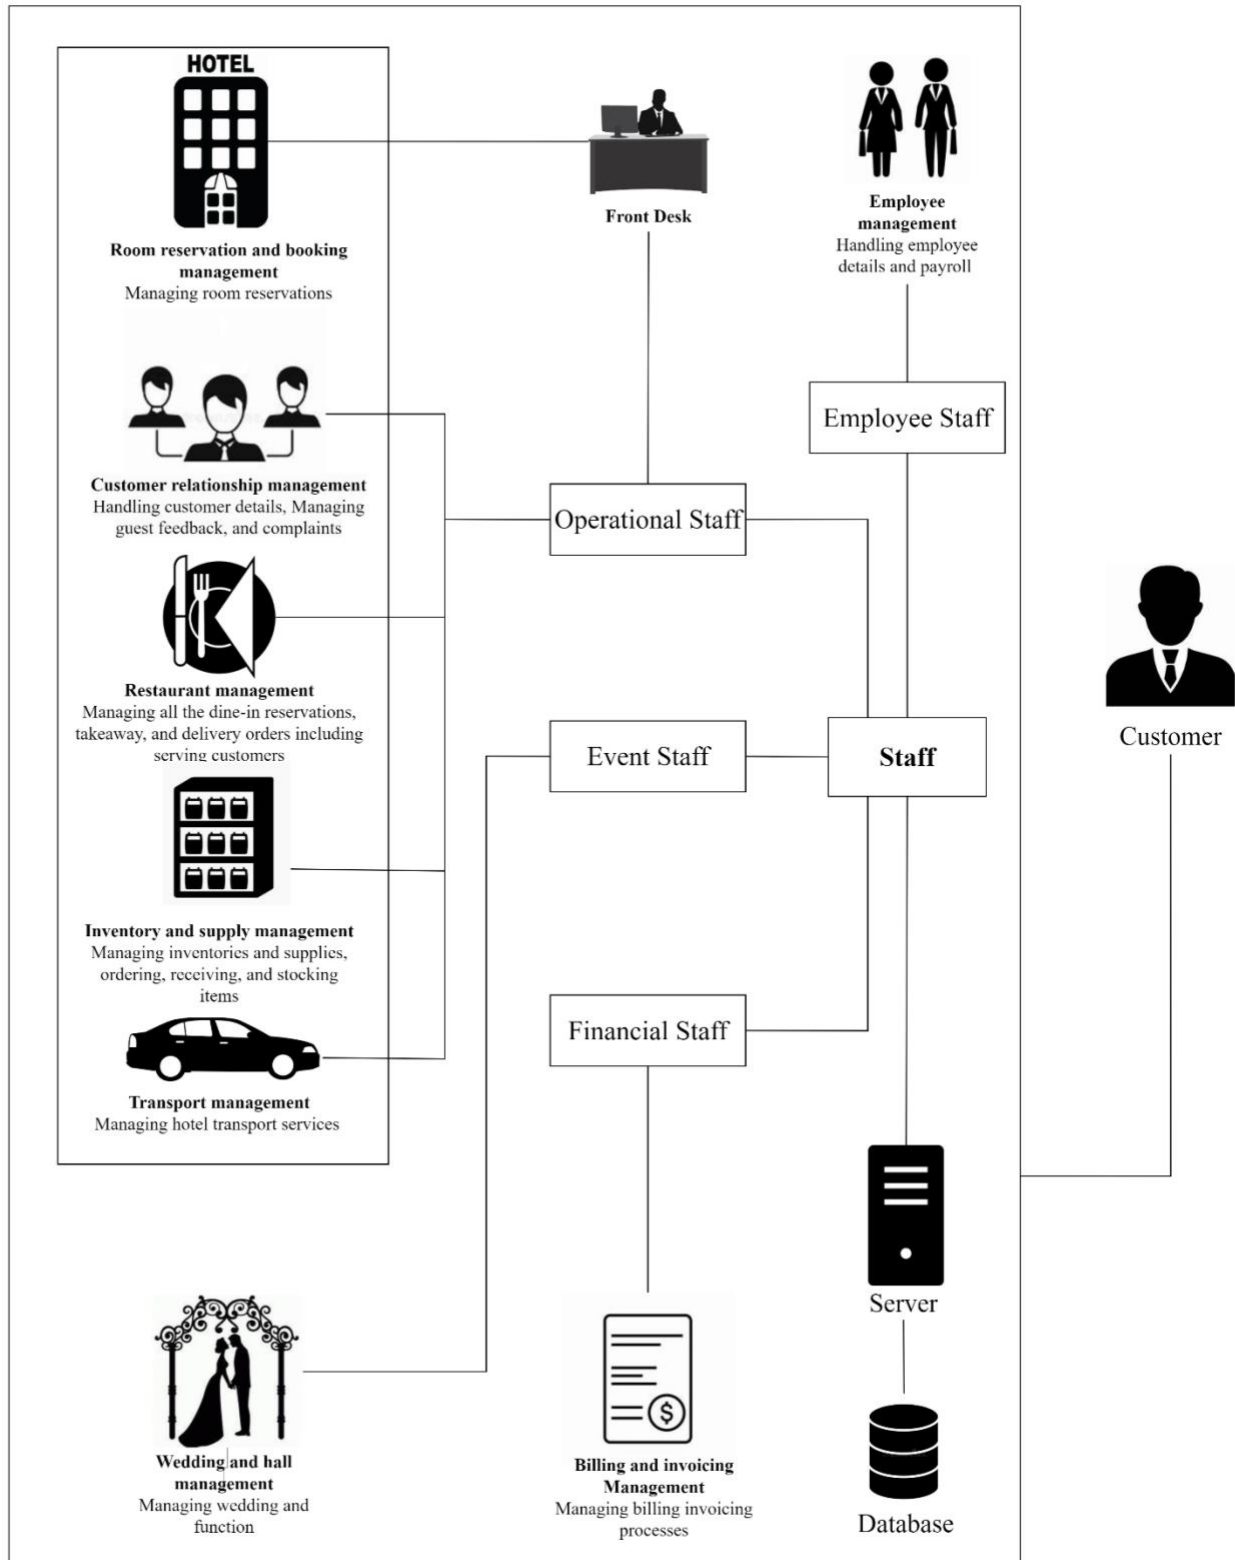 HOTEL
Room reservation and booking
management
Managing room reservations
Front Desk
Employee
management
Handling employee
details and payroll
Employee Staff
Customer relationship management
Handling customer details, Managing
guest feedback, and complaints
Operational Staff
Restaurant management
Managing all the dine-in reservations,
takeaway, and delivery orders including
serving customers
Event Staff
Staff
Customer
Inventory and supply management
Managing inventories and supplies,
ordering, receiving, and stocking
items
Financial Staff
Transport management
Managing hotel transport services
Server
Wedding and hall
management
Managing wedding and
function
$
Billing and invoicing
Management
Managing billing invoicing
processes
Database